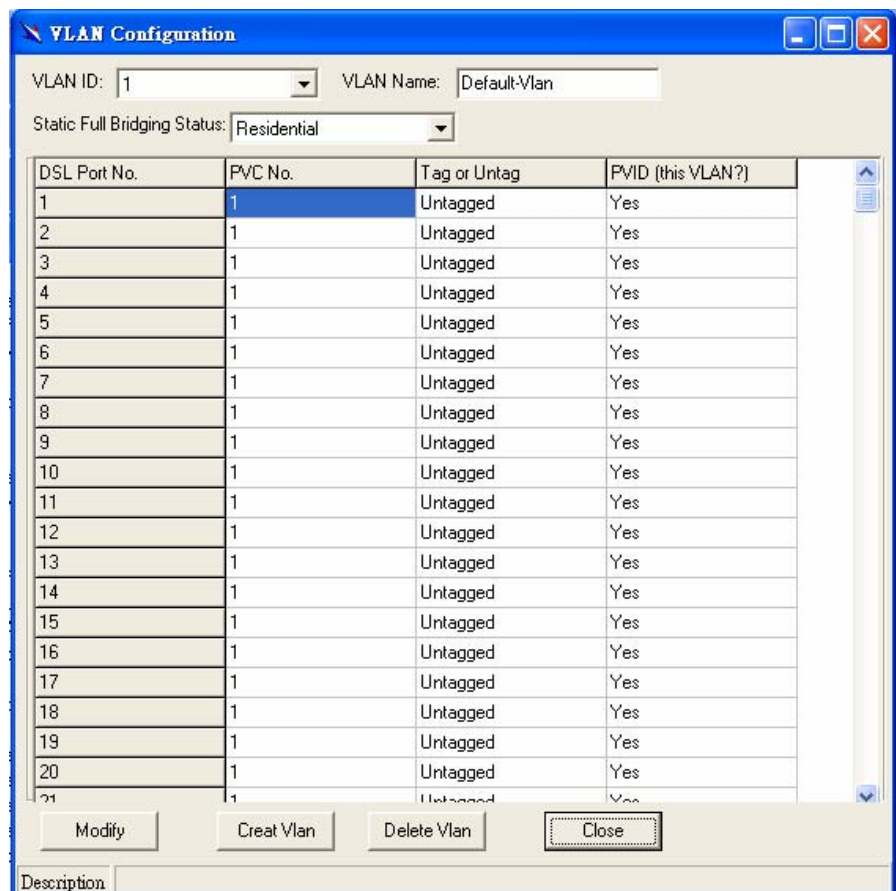 VLAN Configuration
VLAN ID: 1 VLAN Name: Default-Vlan
Static Full Bridging Status: Residential
DSL Port No. PVC No. Tag or Untag PVID (this VLAN?)
1 1 Untagged Yes
2 1 Untagged Yes
3 1 Untagged Yes
4 1 Untagged Yes
5 1 Untagged Yes
6 1 Untagged Yes
7 1 Untagged Yes
8 1 Untagged Yes
9 1 Untagged Yes
10 1 Untagged Yes
11 1 Untagged Yes
12 1 Untagged Yes
13 1 Untagged Yes
14 1 Untagged Yes
15 1 Untagged Yes
16 1 Untagged Yes
17 1 Untagged Yes
18 1 Untagged Yes
19 1 Untagged Yes
20 1 Untagged Yes
21 1 Untagged Yes
Modify Creat Vlan Delete Vlan Close
Description